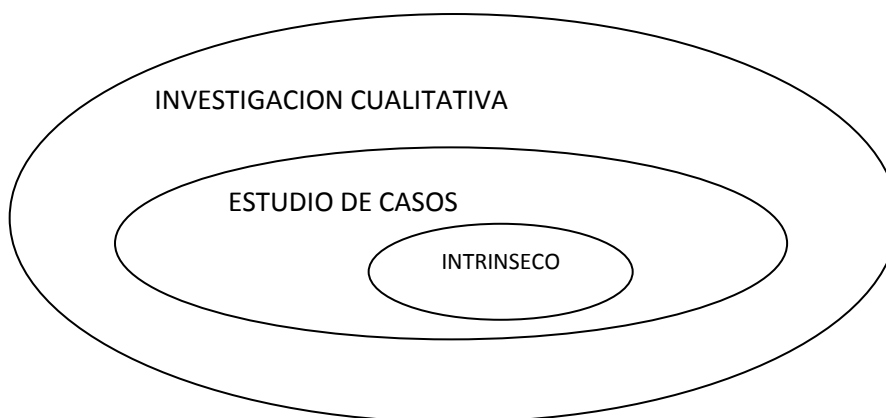 INVESTIGACION CUALITATIVA
ESTUDIO DE CASOS
INTRINSECO